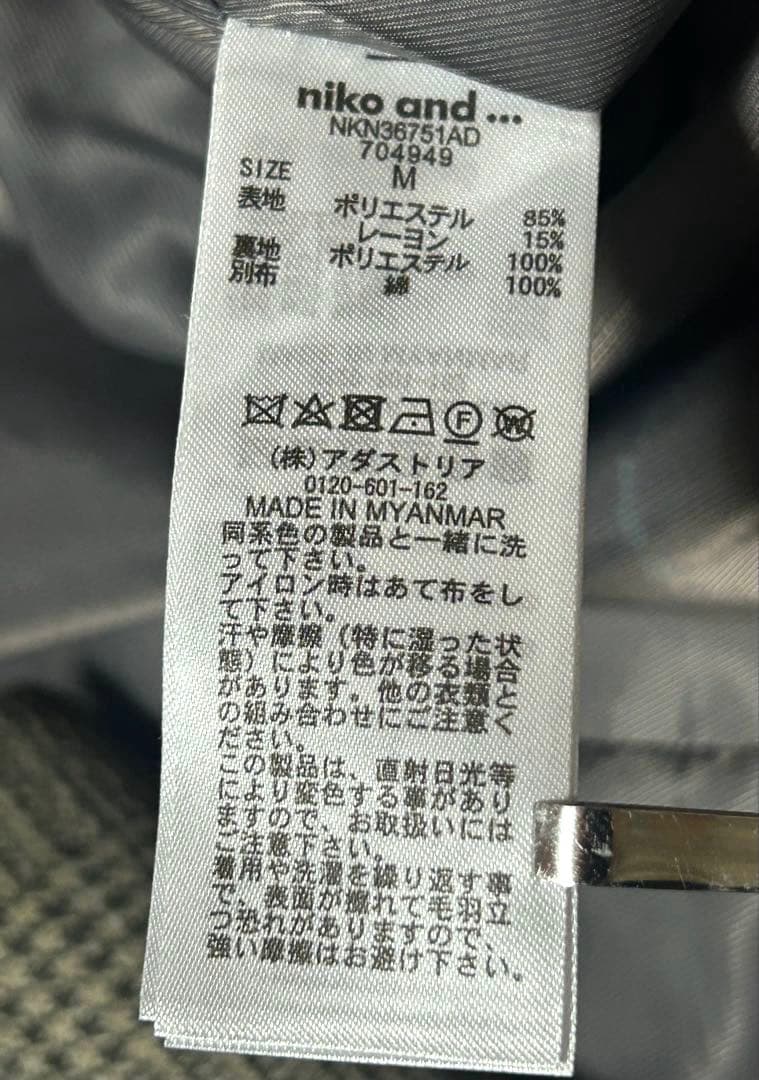 niko and ...
NKN36751AD
704949
SIZE M
表地 ポリエステル 85%
レーヨン 15%
裏地 ポリエステル 100%
別布 綿 100%
F W
(株)アダストリア
0120-601-162
MADE IN MYANMAR
同系色の製品と一緒に洗
って下さい。
アイロン時はあて布をし
て下さい。
汗や摩擦(特に湿った状
態)により色が移る場合
があります。他の衣類と
の組み合わせにご注意く
ださい。
この製品は、直射日光等
により変色する事があり
ますので、お取扱いには
ご注意下さい。
着用や洗濯を繰り返す事
で、表面が擦れて毛羽立
つ恐れがありますので、
強い摩擦はお避け下さい。